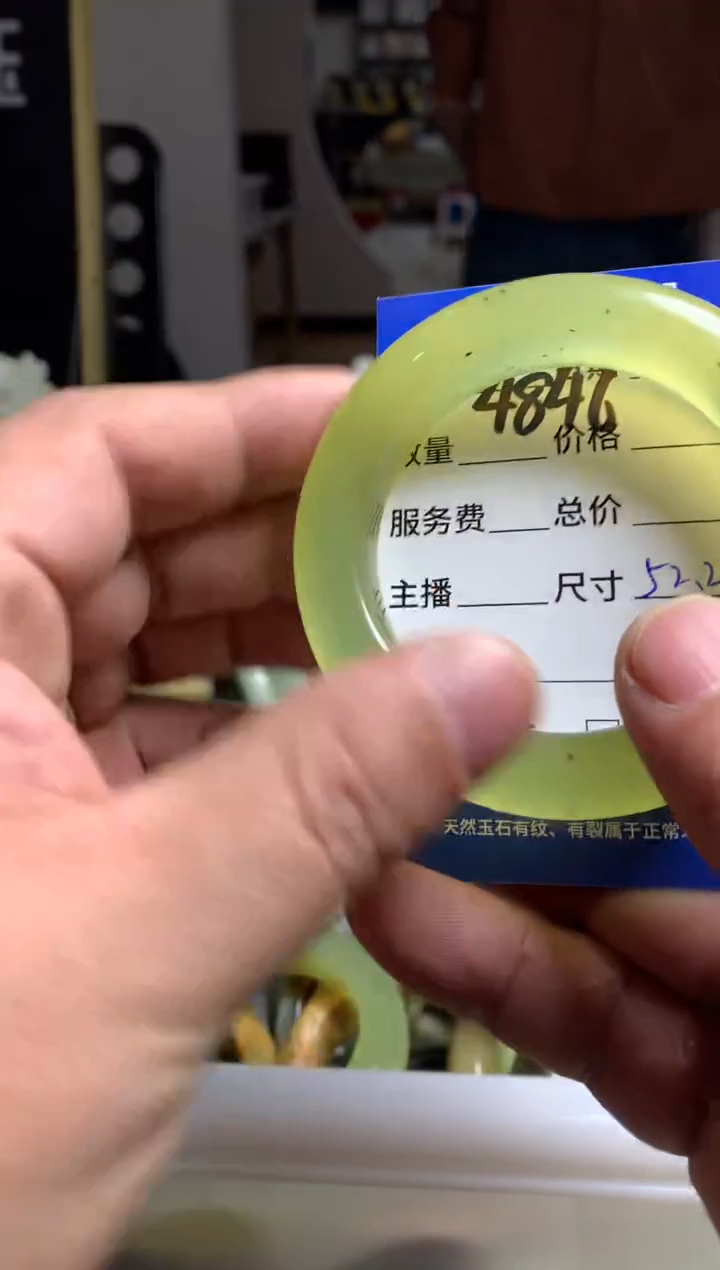 484
量 价格
服务费 总价
主播 尺寸 52.2
天然玉石有纹、有裂属于正常